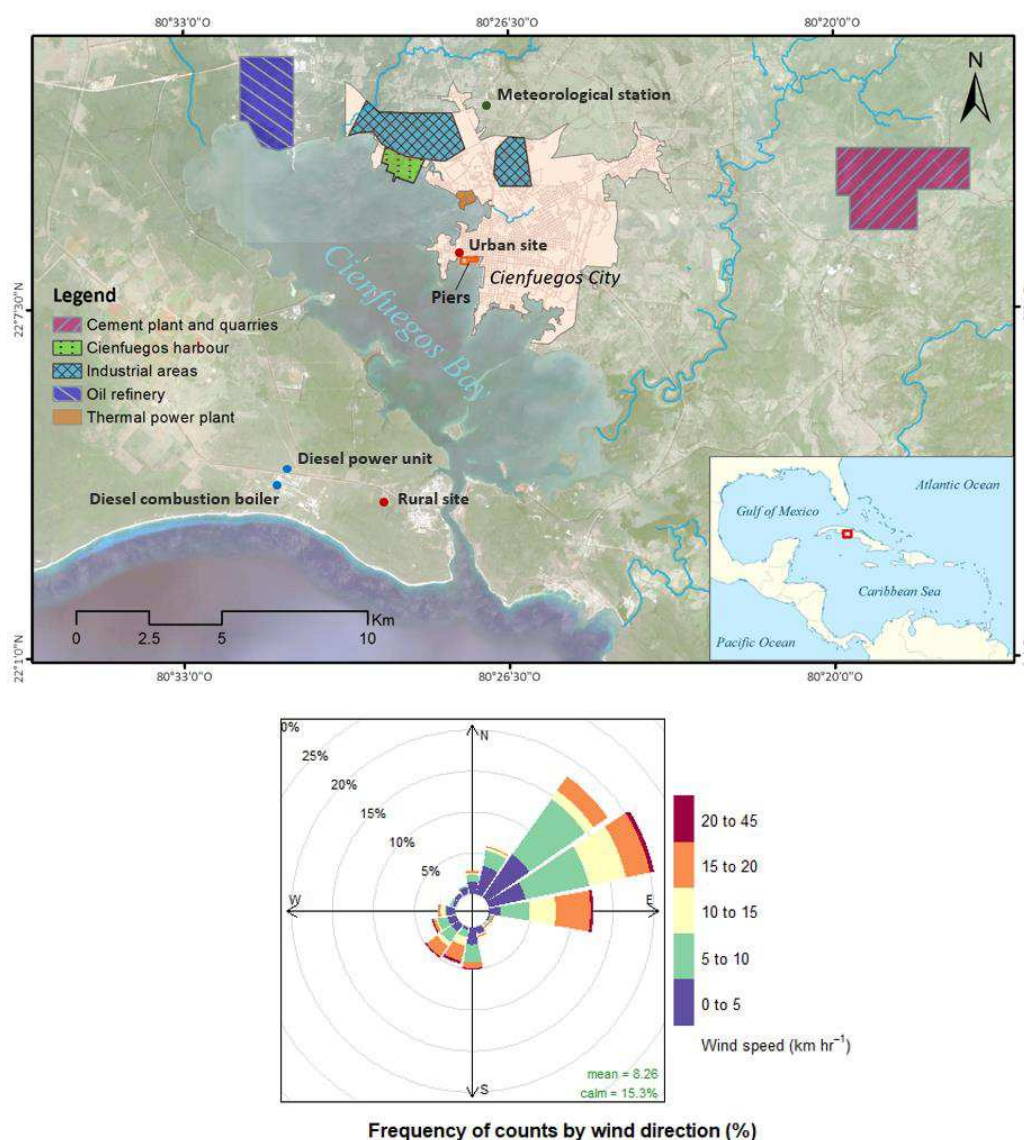 80°33'0"O 80°26'30"O 80°20'0"O
N
Meteorological station
Urban site
Cienfuegos City
Piers
Cienfuegos Bay
22°7'30"N
Legend
Cement plant and quarries
Cienfuegos harbour
Industrial areas
Oil refinery
Thermal power plant
Diesel power unit
Diesel combustion boiler
Rural site
Atlantic Ocean
Gulf of Mexico
Caribbean Sea
Pacific Ocean
Km
0 2.5 5 10
22°1'0"N
80°33'0"O 80°26'30"O 80°20'0"O
0%
25%
20%
15%
10%
5%
N
W
E
S
20 to 45
15 to 20
10 to 15
5 to 10
0 to 5
Wind speed (km hr⁻¹)
mean = 8.26
calm = 15.3%
Frequency of counts by wind direction (%)